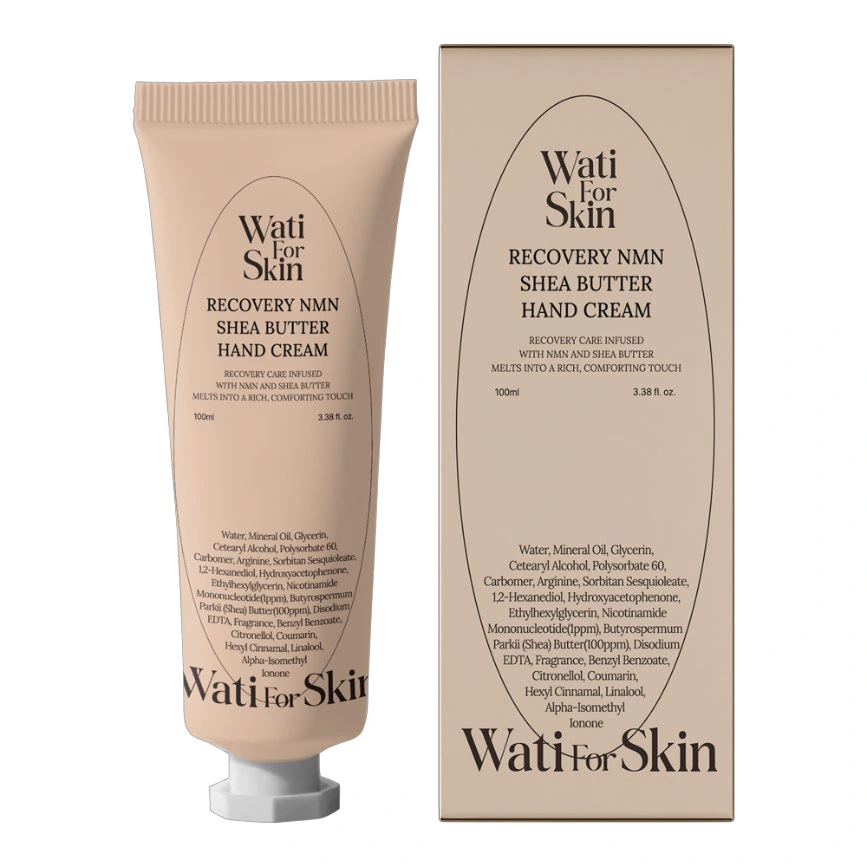 Wati
For
Skin
RECOVERY NMN
SHEA BUTTER
HAND CREAM
RECOVERY CARE INFUSED
WITH NMN AND SHEA BUTTER
MELTS INTO A RICH, COMFORTING TOUCH
100ml 3.38 fl. oz.
Water, Mineral Oil, Glycerin,
Cetearyl Alcohol, Polysorbate 60,
Carbomer, Arginine, Sorbitan Sesquioleate,
1,2-Hexanediol, Hydroxyacetophenone,
Ethylhexylglycerin, Nicotinamide
Mononucleotide(1ppm), Butyrospermum
Parkii (Shea) Butter(100ppm), Disodium
EDTA, Fragrance, Benzyl Benzoate,
Citronellol, Coumarin,
Hexyl Cinnamal, Linalool,
Alpha-Isomethyl
Ionone
Wati For Skin
Wati
For
Skin
RECOVERY NMN
SHEA BUTTER
HAND CREAM
RECOVERY CARE INFUSED
WITH NMN AND SHEA BUTTER
MELTS INTO A RICH, COMFORTING TOUCH
100ml 3.38 fl. oz.
Water, Mineral Oil, Glycerin,
Cetearyl Alcohol, Polysorbate 60,
Carbomer, Arginine, Sorbitan Sesquioleate,
1,2-Hexanediol, Hydroxyacetophenone,
Ethylhexylglycerin, Nicotinamide
Mononucleotide(1ppm), Butyrospermum
Parkii (Shea) Butter(100ppm), Disodium
EDTA, Fragrance, Benzyl Benzoate,
Citronellol, Coumarin,
Hexyl Cinnamal, Linalool,
Alpha-Isomethyl
Ionone
Wati For Skin